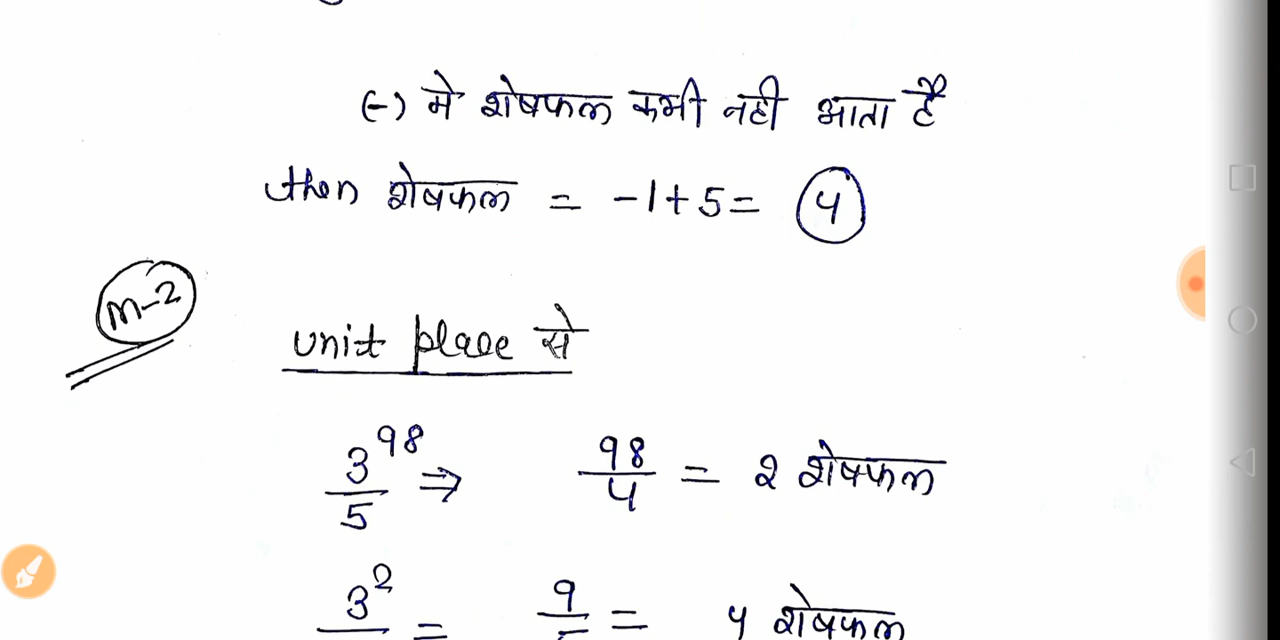 (-) मे शेषफल कभी नही आता है
then शेषफल = -1+5= 4
m-2
unit place से
3^98/5 ⇒ 98/4 = 2 शेषफल
3^2 = 9 = 4 शेषफल